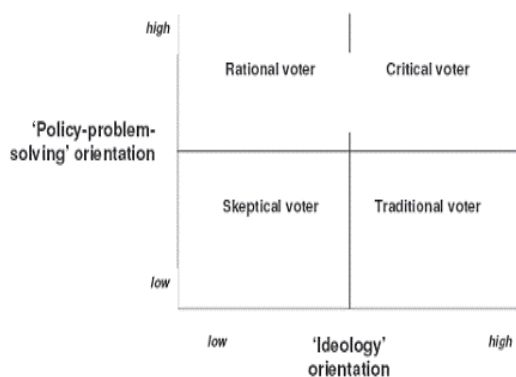 high
Rational voter
Critical voter
‘Policy-problem-
solving’ orientation
Skeptical voter
Traditional voter
low
low
‘Ideology’
orientation
high